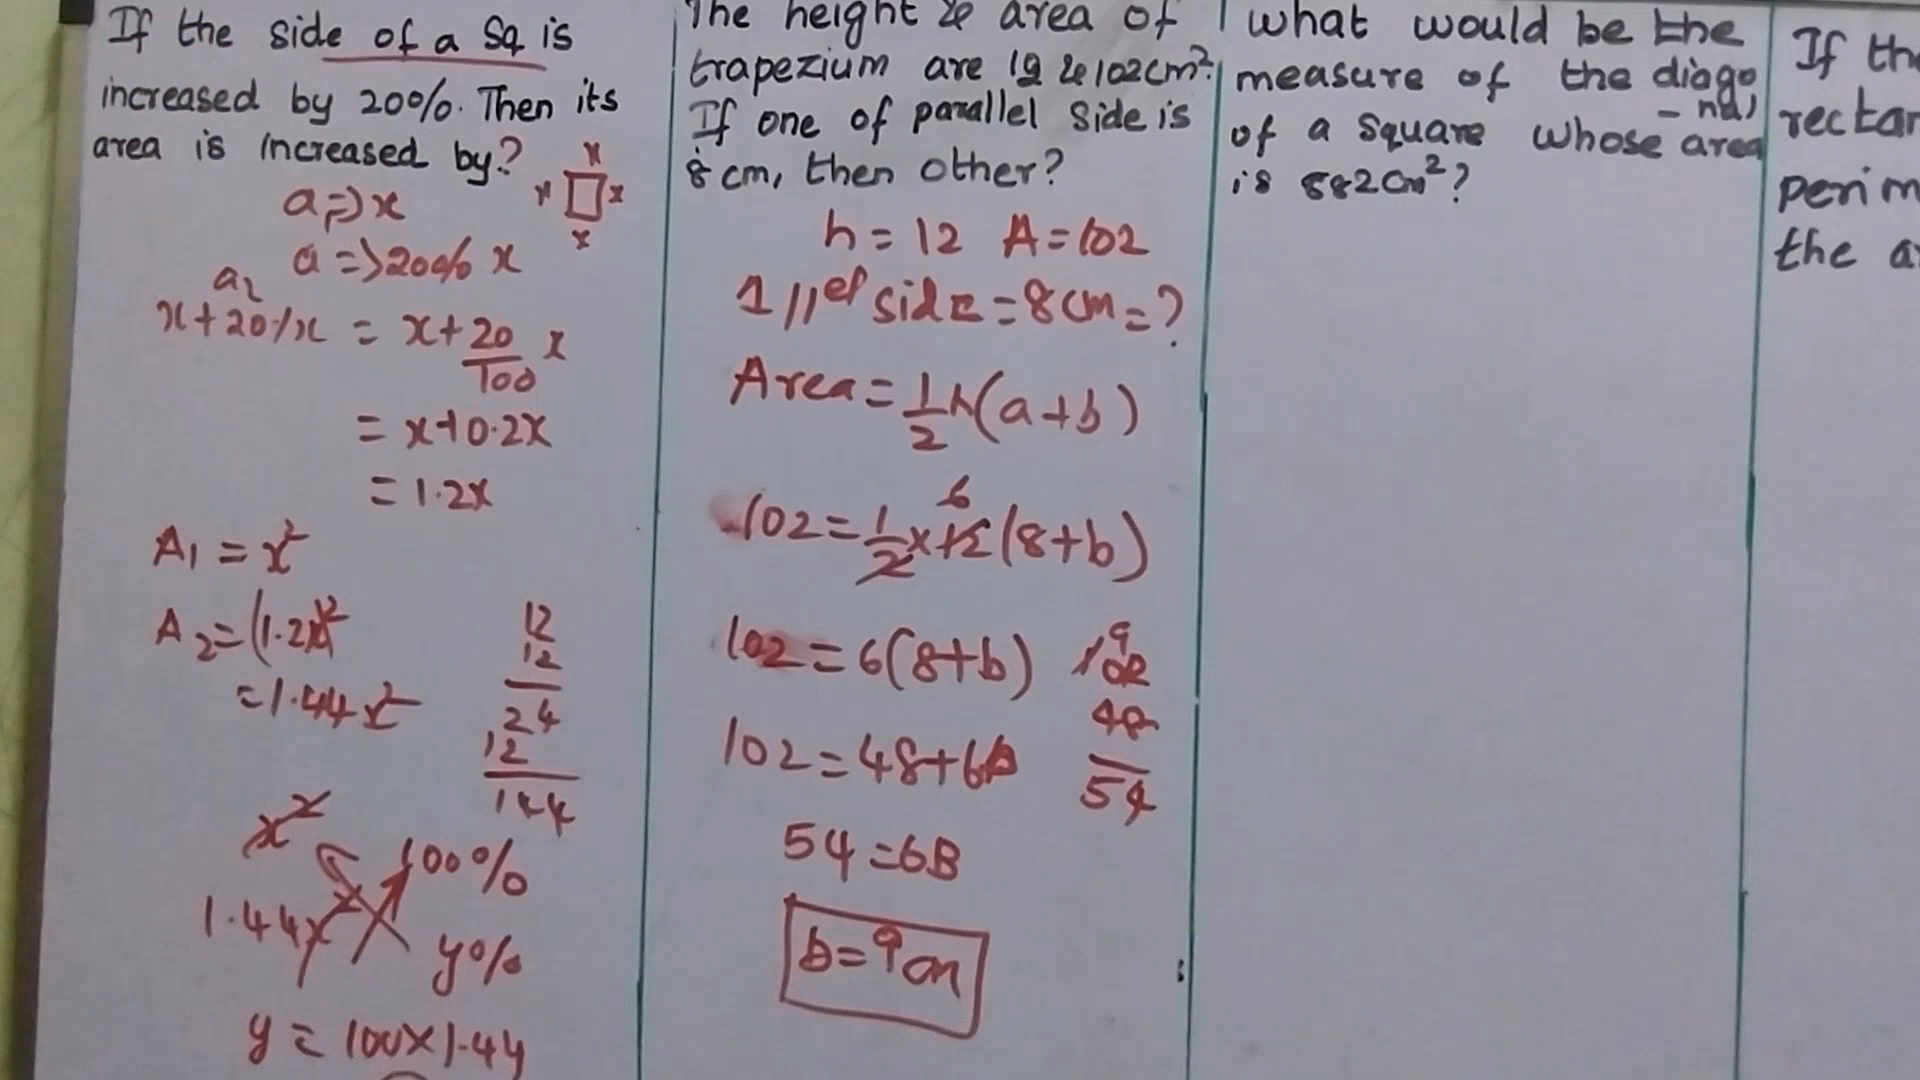 If the side of a Sq is
increased by 20%. Then its
area is increased by?
x
x x
x
a => x
a => 20% x
a2
x+20%x = x+20/100 x
= x+0.2x
= 1.2x
A1 = x²
A2 = (1.2x)²
= 1.44x²
12
12
24
12
144
x² 100%
1.44x² y%
y = 100×1.44
The height & area of
trapezium are 12 & 102cm².
If one of parallel Side is
8 cm, then other?
h = 12 A = 102
1 ||el side = 8cm = ?
Area = 1/2 h(a+b)
6
102 = 1/2 × 12 (8+b)
102 = 6(8+b)
9
102
48
54
102 = 48+6b
54 = 6B
b = 9cm
What would be the
measure of the diago
- nal
of a Square whose area
is 882cm²?
If the
rectan
perim
the a